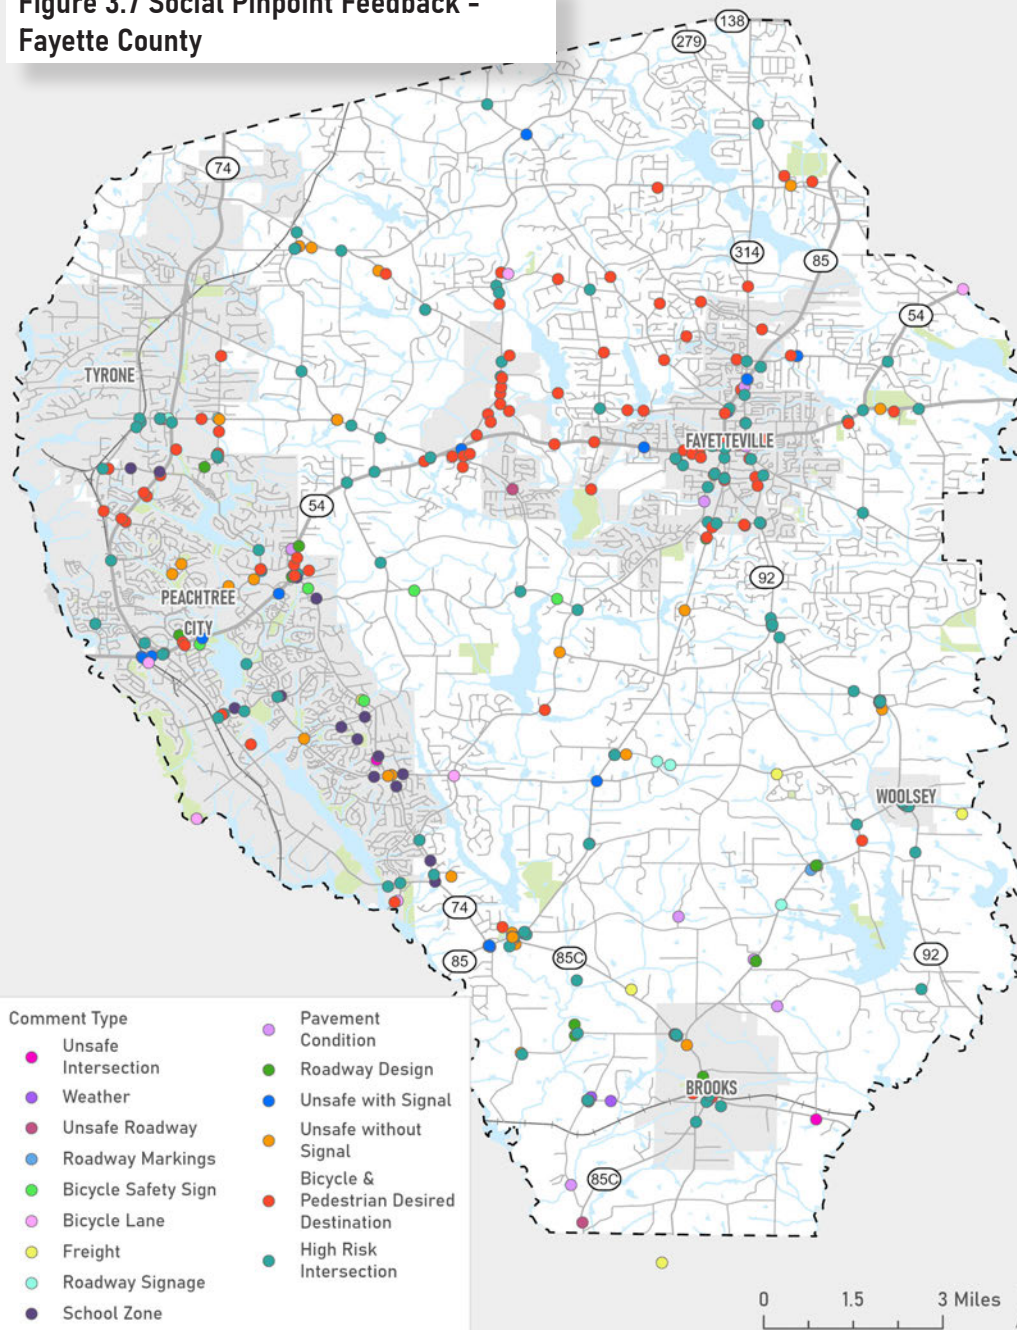 Figure 3.7 Social Pinpoint Feedback -
Fayette County
138
279
74
314
85
54
TYRONE
FAYETTEVILLE
54
92
PEACHTREE
CITY
WOOLSEY
74
85
85C
92
BROOKS
85C
Comment Type
Unsafe
Intersection
Weather
Unsafe Roadway
Roadway Markings
Bicycle Safety Sign
Bicycle Lane
Freight
Roadway Signage
School Zone
Pavement
Condition
Roadway Design
Unsafe with Signal
Unsafe without
Signal
Bicycle &
Pedestrian Desired
Destination
High Risk
Intersection
0 1.5 3 Miles